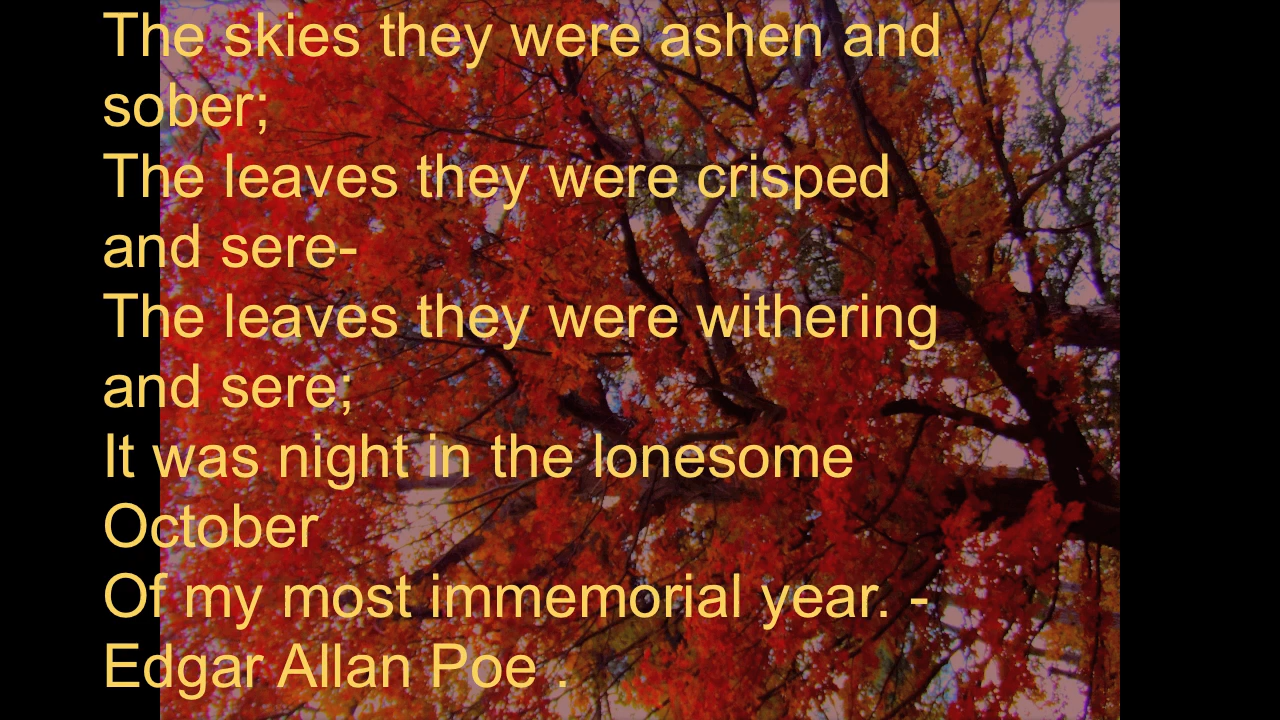 The skies they were ashen and
sober;
The leaves they were crisped
and sere-
The leaves they were withering
and sere;
It was night in the lonesome
October
Of my most immemorial year. -
Edgar Allan Poe .